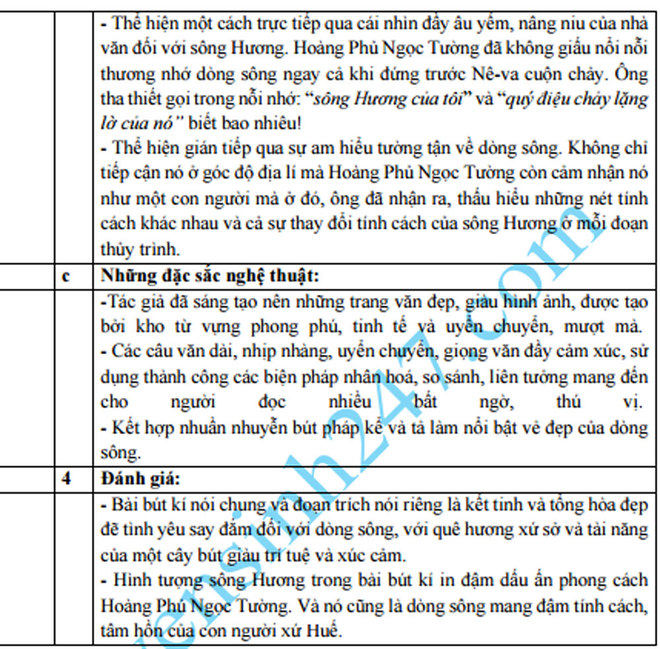 - Thể hiện một cách trực tiếp qua cái nhìn đầy âu yếm, nâng niu của nhà
văn đối với sông Hương. Hoàng Phủ Ngọc Tường đã không giấu nổi nỗi
thương nhớ dòng sông ngay cả khi đứng trước Nê-va cuộn chảy. Ông
tha thiết gọi trong nỗi nhớ: “sông Hương của tôi” và “quý điệu chảy lặng
lờ của nó” biết bao nhiêu!
- Thể hiện gián tiếp qua sự am hiểu tường tận về dòng sông. Không chỉ
tiếp cận nó ở góc độ địa lí mà Hoàng Phủ Ngọc Tường còn cảm nhận nó
như một con người mà ở đó, ông đã nhận ra, thấu hiểu những nét tính
cách khác nhau và cả sự thay đổi tính cách của sông Hương ở mỗi đoạn
thủy trình.
c Những đặc sắc nghệ thuật:
-Tác giả đã sáng tạo nên những trang văn đẹp, giàu hình ảnh, được tạo
bởi kho từ vựng phong phú, tinh tế và uyển chuyển, mượt mà.
- Các câu văn dài, nhịp nhàng, uyển chuyển, giọng văn đầy cảm xúc, sử
dụng thành công các biện pháp nhân hoá, so sánh, liên tưởng mang đến
cho người đọc nhiều bất ngờ, thú vị.
- Kết hợp nhuần nhuyễn bút pháp kể và tả làm nổi bật vẻ đẹp của dòng
sông.
4 Đánh giá:
- Bài bút kí nói chung và đoạn trích nói riêng là kết tinh và tổng hòa đẹp
đẽ tình yêu say đắm đối với dòng sông, với quê hương xứ sở và tài năng
của một cây bút giàu trí tuệ và xúc cảm.
- Hình tượng sông Hương trong bài bút kí in đậm dấu ấn phong cách
Hoàng Phủ Ngọc Tường. Và nó cũng là dòng sông mang đậm tính cách,
tâm hồn của con người xứ Huế.
vensinh247.com